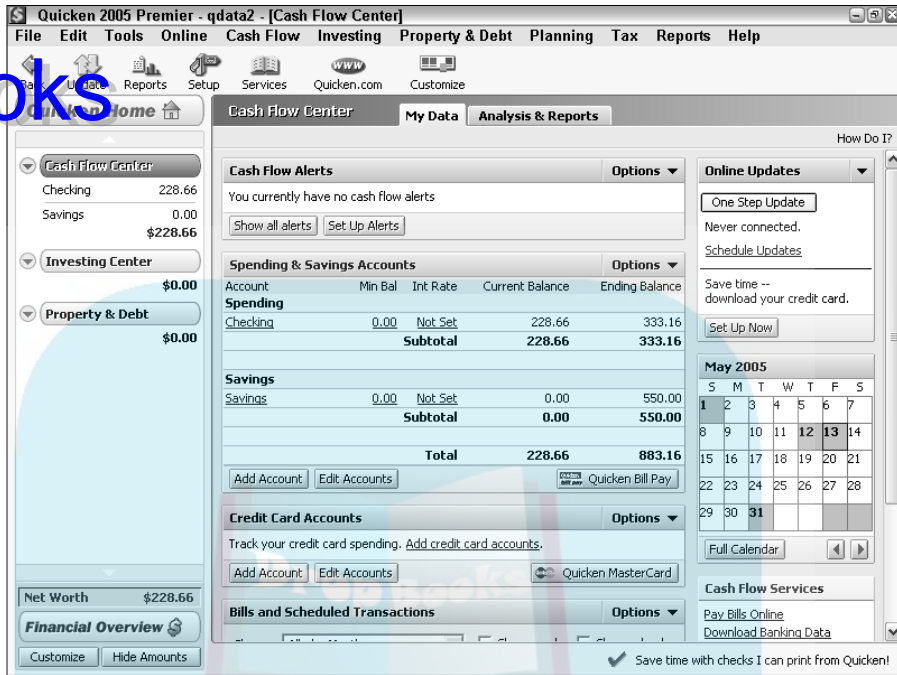 Quicken 2005 Premier - qdata2 - [Cash Flow Center]
File Edit Tools Online Cash Flow Investing Property & Debt Planning Tax Reports Help
Back Update Reports Setup Services Quicken.com Customize
oks
Quicken Home
Cash Flow Center My Data Analysis & Reports
How Do I?
Cash Flow Center
Checking 228.66
Savings 0.00
$228.66
Investing Center
$0.00
Property & Debt
$0.00
Net Worth $228.66
Financial Overview
Customize Hide Amounts
Cash Flow Alerts Options
You currently have no cash flow alerts
Show all alerts Set Up Alerts
Spending & Savings Accounts Options
Account Min Bal Int Rate Current Balance Ending Balance
Spending
Checking 0.00 Not Set 228.66 333.16
Subtotal 228.66 333.16
Savings
Savings 0.00 Not Set 0.00 550.00
Subtotal 0.00 550.00
Total 228.66 883.16
Add Account Edit Accounts Quicken Bill Pay
Credit Card Accounts Options
Track your credit card spending. Add credit card accounts.
Add Account Edit Accounts Quicken MasterCard
Bills and Scheduled Transactions Options
Online Updates
One Step Update
Never connected.
Schedule Updates
Save time --
download your credit card.
Set Up Now
May 2005
S M T W T F S
1 2 3 4 5 6 7
8 9 10 11 12 13 14
15 16 17 18 19 20 21
22 23 24 25 26 27 28
29 30 31
Full Calendar
Cash Flow Services
Pay Bills Online
Download Banking Data
Save time with checks I can print from Quicken!